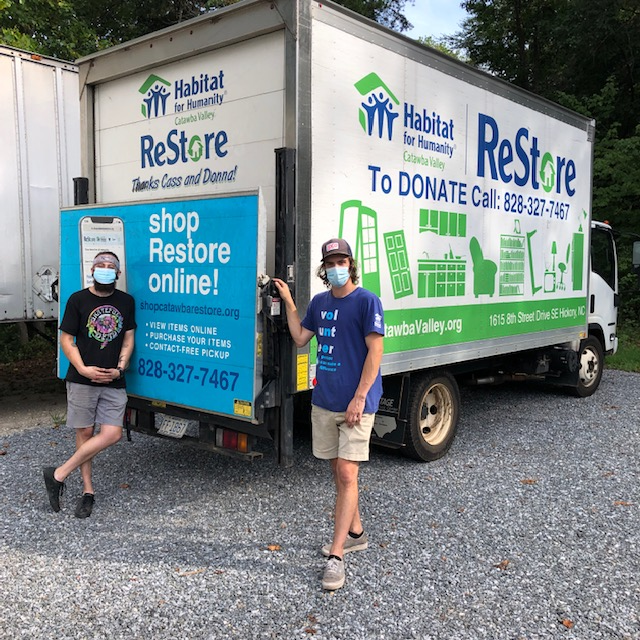 Habitat
for Humanity®
Catawba Valley
ReStore
Thanks Cass and Donna!
shop
Restore
online!
shopcatawbarestore.org
• VIEW ITEMS ONLINE
• PURCHASE YOUR ITEMS
• CONTACT-FREE PICKUP
828-327-7467
Habitat
for Humanity®
Catawba Valley
ReStore
To DONATE Call: 828-327-7467
tawbaValley.org
1615 8th Street Drive SE Hickory, NC
vol
unt
eer